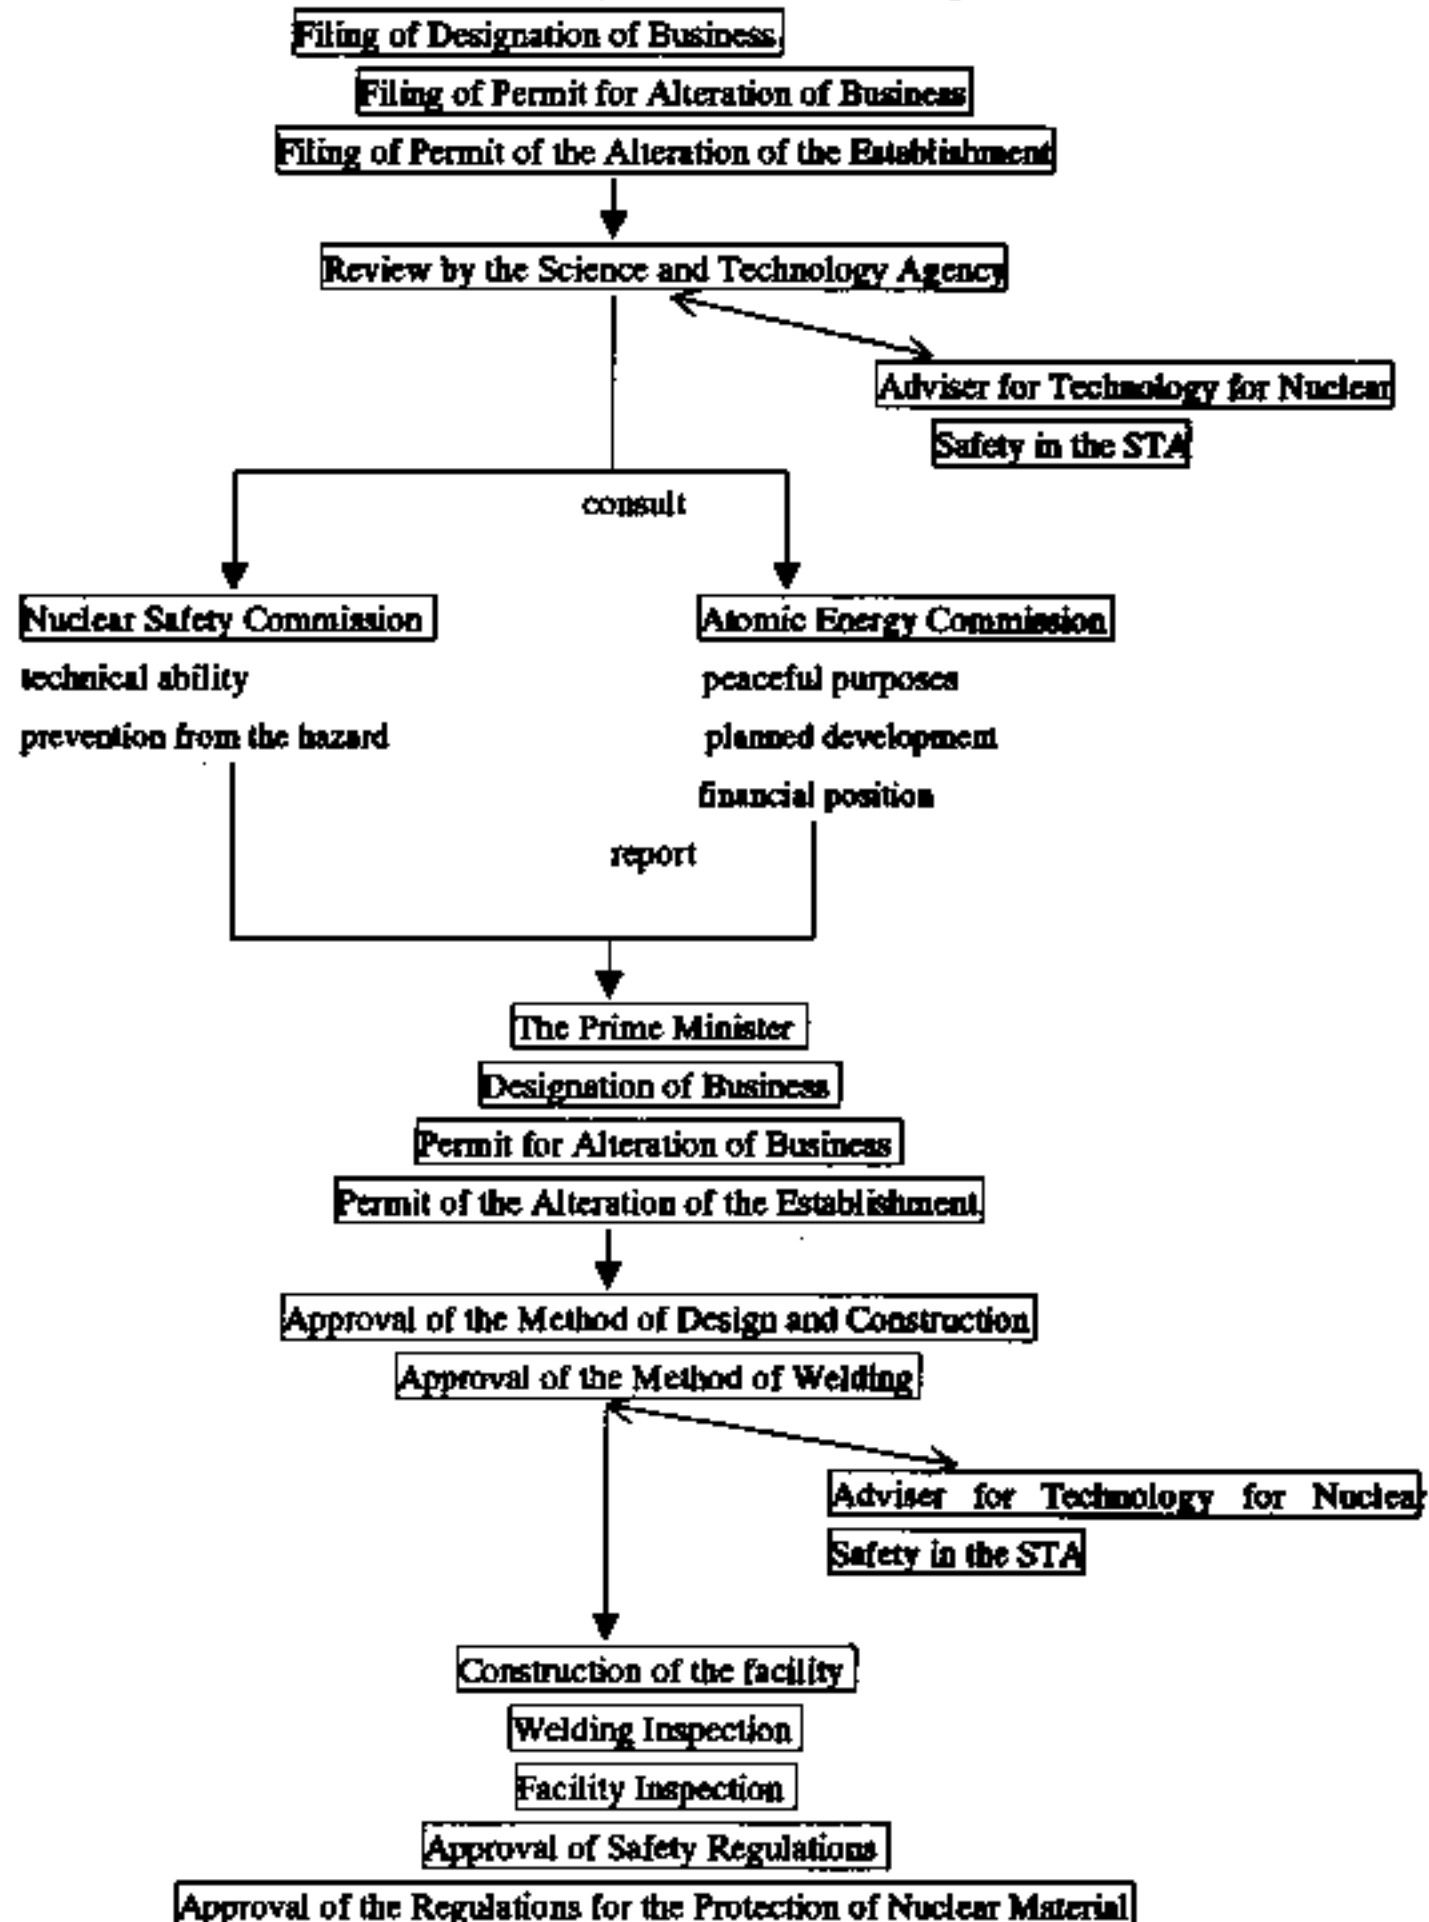 Filing of Designation of Business
Filing of Permit for Alteration of Business
Filing of Permit of the Alteration of the Establishment
Review by the Science and Technology Agency
Adviser for Technology for Nuclear
Safety in the STA
consult
Nuclear Safety Commission
Atomic Energy Commission
technical ability
peaceful purposes
prevention from the hazard
planned development
financial position
report
The Prime Minister
Designation of Business
Permit for Alteration of Business
Permit of the Alteration of the Establishment
Approval of the Method of Design and Construction
Approval of the Method of Welding
Adviser for Technology for Nuclear
Safety in the STA
Construction of the facility
Welding Inspection
Facility Inspection
Approval of Safety Regulations
Approval of the Regulations for the Protection of Nuclear Material